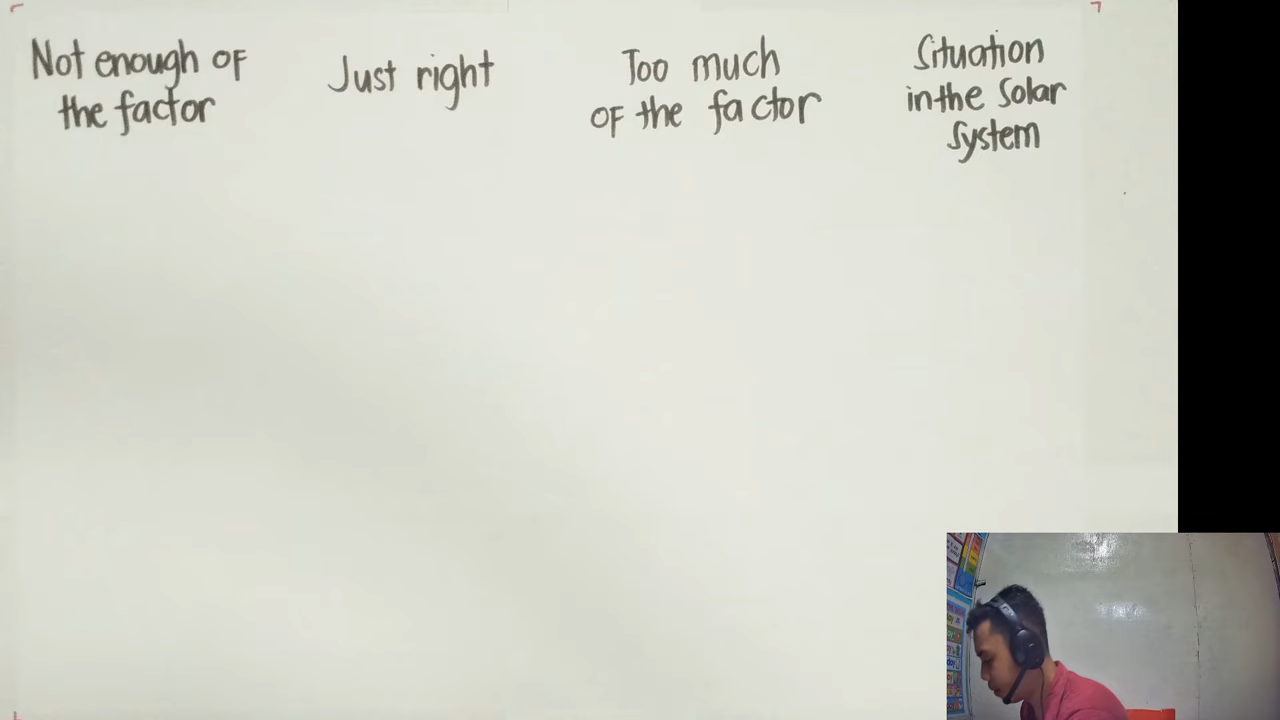 Not enough of
the factor
Just right
Too much
of the factor
Situation
in the Solar
System